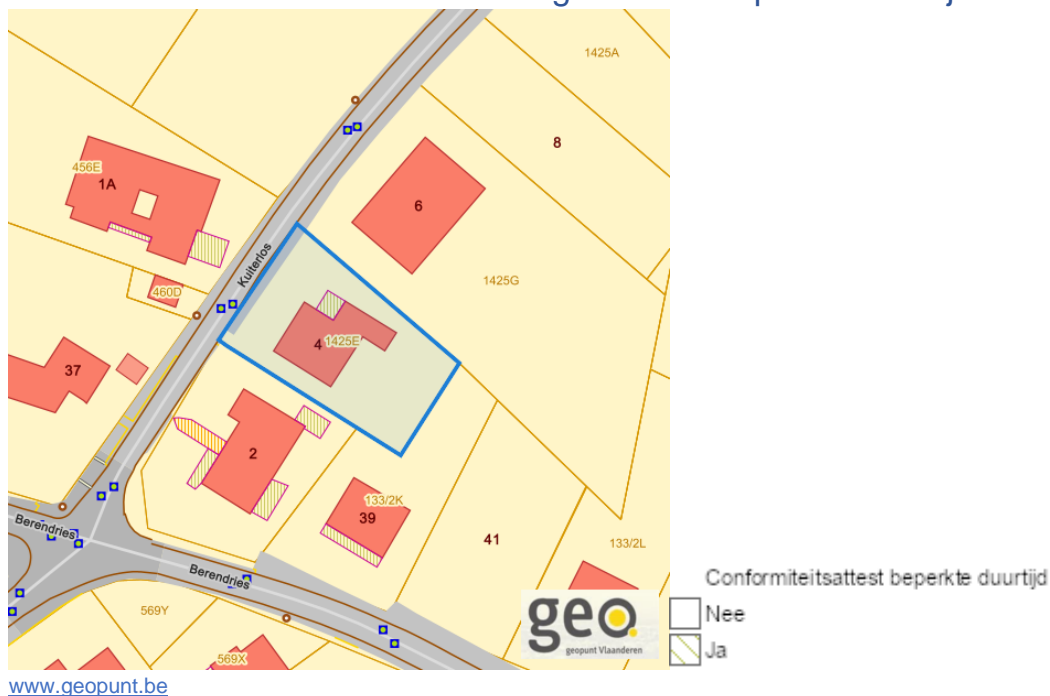 1425A
8
456E
1A
6
Kuiterlos
1425G
460D
4
1425E
37
2
133/2K
39
41
Berendries
133/2L
Berendries
569Y
569X
geo
geopunt Vlaanderen
Conformiteitsattest beperkte duurtijd
Nee
Ja
www.geopunt.be